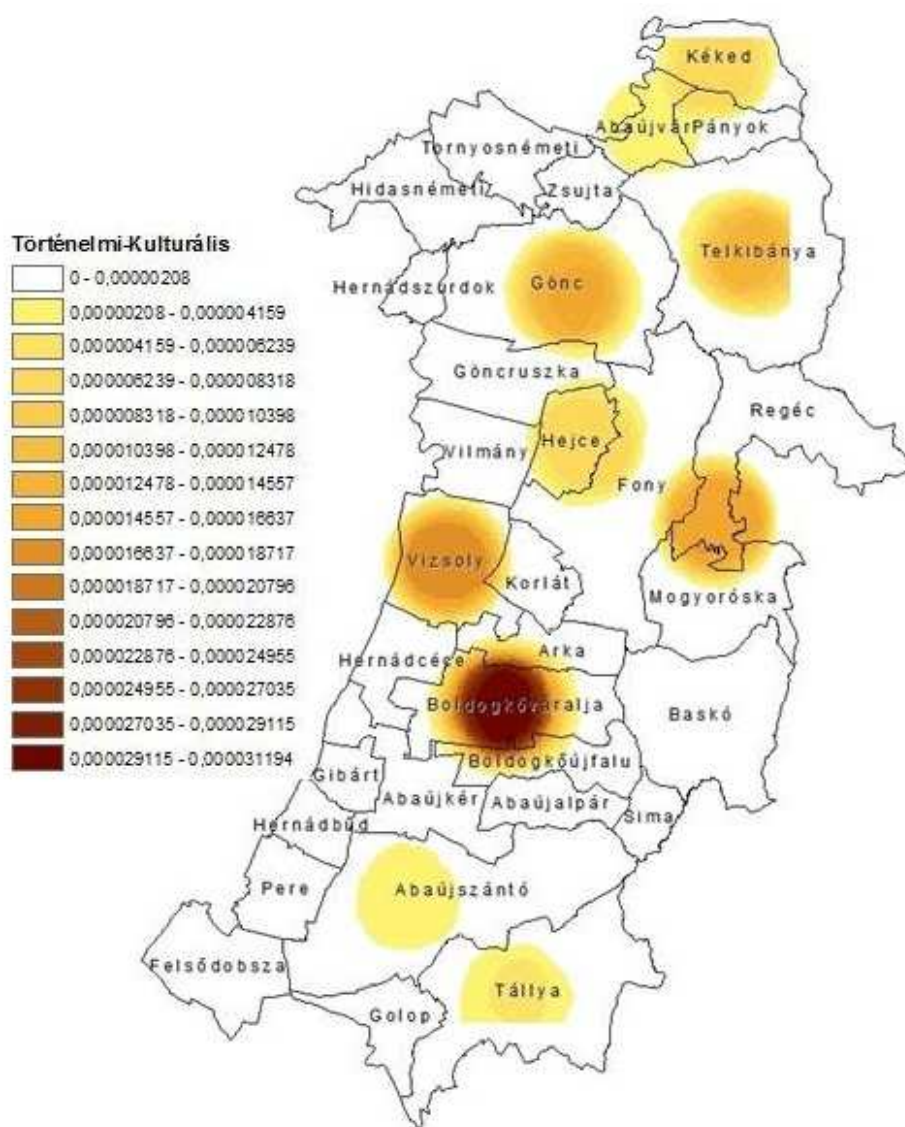 Kéked
Abaújvár Pányok
Tornyosnémeti
Hidasnémeti
Zsujta
Történelmi-Kulturális
0 - 0,00000208
0,00000208 - 0,000004159
0,000004159 - 0,000006239
0,000006239 - 0,000008318
0,000008318 - 0,000010398
0,000010398 - 0,000012478
0,000012478 - 0,000014557
0,000014557 - 0,000016637
0,000016637 - 0,000018717
0,000018717 - 0,000020796
0,000020796 - 0,000022876
0,000022876 - 0,000024955
0,000024955 - 0,000027035
0,000027035 - 0,000029115
0,000029115 - 0,000031194
Telkibánya
Hernádszurdok
Gönc
Göncruszka
Regéc
Hejce
Vilmány
Fony
Vizsoly
Korlát
Mogyoróska
Arka
Hernádcéce
Boldogkőváralja
Baskó
Boldogkőújfalu
Gibárt
Abaújkér
Abaújalpár
Sima
Hernádbűd
Pere
Abaújszántó
Felsődobsza
Tállya
Golop